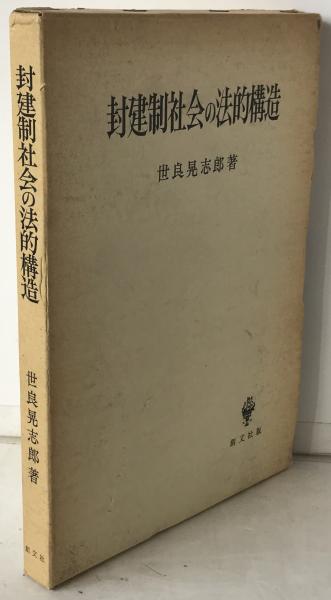 封建制社会の法的構造
世良晃志郎著
創文社版
封建制社会の法的構造
世良晃志郎著
創文社